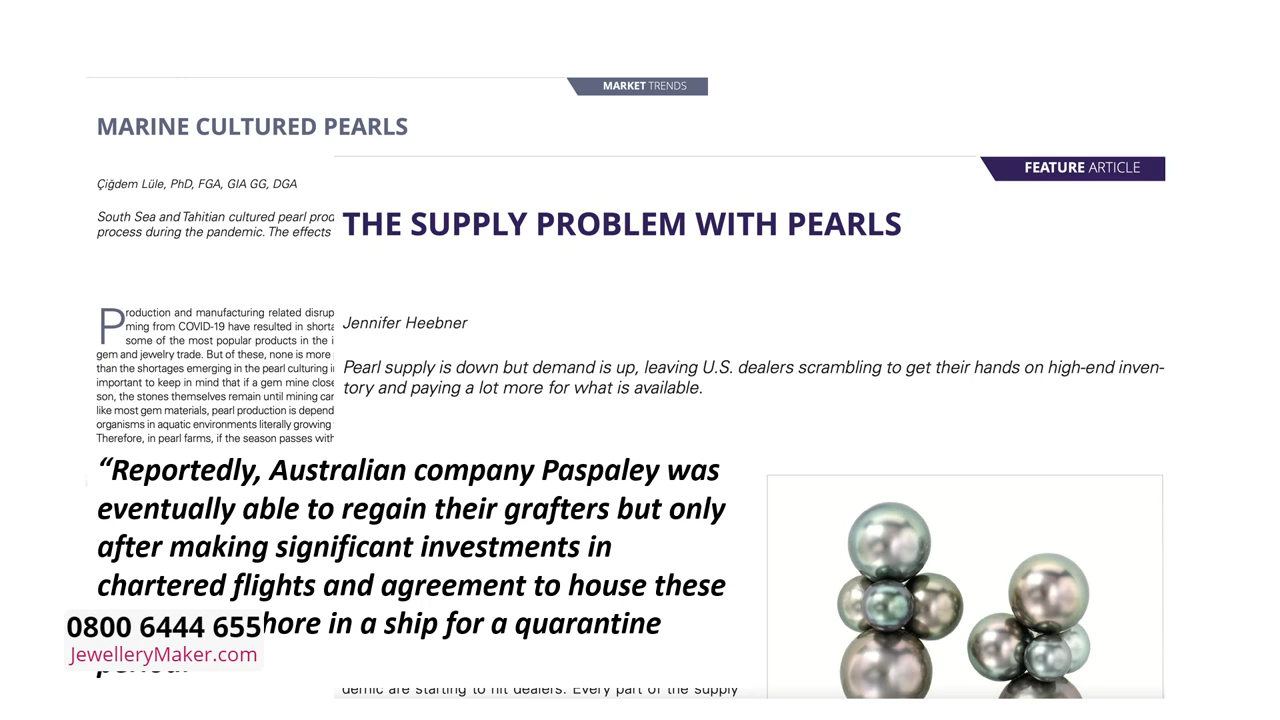 MARKET TRENDS
MARINE CULTURED PEARLS
Çiğdem Lüle, PhD, FGA, GIA GG, DGA
South Sea and Tahitian cultured pearl prod
process during the pandemic. The effects
Production and manufacturing related disrup
ming from COVID-19 have resulted in shorta
some of the most popular products in the i
gem and jewelry trade. But of these, none is more
than the shortages emerging in the pearl culturing i
important to keep in mind that if a gem mine close
son, the stones themselves remain until mining can
like most gem materials, pearl production is depend
organisms in aquatic environments literally growing
Therefore, in pearl farms, if the season passes with
FEATURE ARTICLE
THE SUPPLY PROBLEM WITH PEARLS
Jennifer Heebner
Pearl supply is down but demand is up, leaving U.S. dealers scrambling to get their hands on high-end inven-
tory and paying a lot more for what is available.
“Reportedly, Australian company Paspaley was
eventually able to regain their grafters but only
after making significant investments in
chartered flights and agreement to house these
hore in a ship for a quarantine
0800 6444 655
JewelleryMaker.com
demic are starting to hit dealers. Every part of the supply